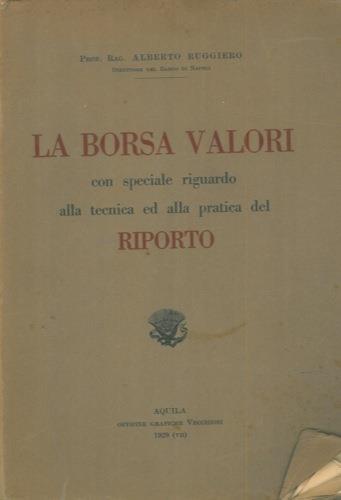 Prof. Rag. ALBERTO RUGGIERO
Direttore del Banco di Napoli
LA BORSA VALORI
con speciale riguardo
alla tecnica ed alla pratica del
RIPORTO
AQUILA
OFFICINE GRAFICHE VECCHIONI
1929 (VII)